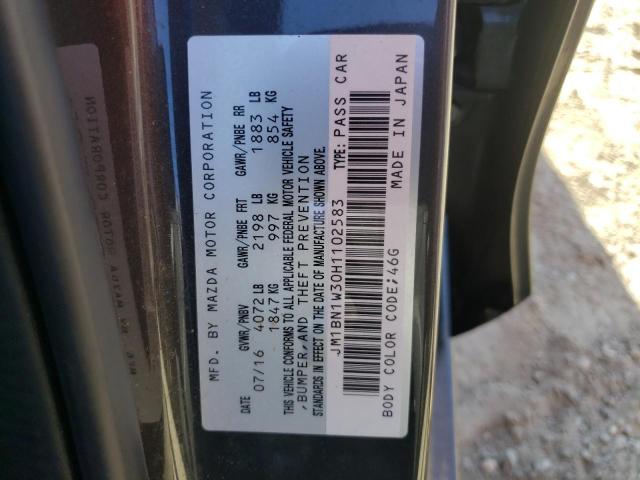 MFD. BY MAZDA MOTOR CORPORATION
DATE GVWR/PNBV GAWR/PNBE FRT GAWR/PNBE RR
07/16 4072 LB 2198 LB 1883 LB
1847 KG 997 KG 854 KG
THIS VEHICLE CONFORMS TO ALL APPLICABLE FEDERAL MOTOR VEHICLE SAFETY
,BUMPER,AND THEFT PREVENTION
STANDARDS IN EFFECT ON THE DATE OF MANUFACTURE SHOWN ABOVE.
JM1BN1W30H1102583 TYPE: PASS CAR
BODY COLOR CODE;46G MADE IN JAPAN